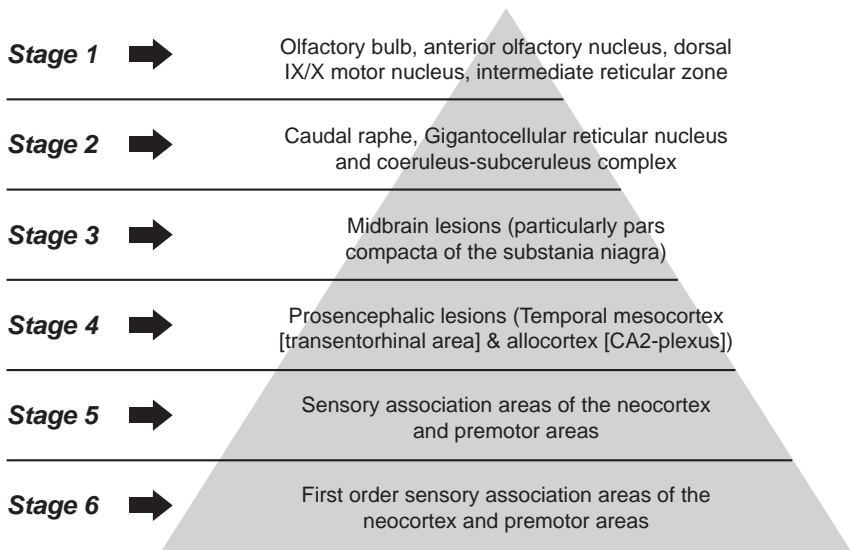 Stage 1
Olfactory bulb, anterior olfactory nucleus, dorsal
IX/X motor nucleus, intermediate reticular zone
Stage 2
Caudal raphe, Gigantocellular reticular nucleus
and coeruleus-subceruleus complex
Stage 3
Midbrain lesions (particularly pars
compacta of the substania niagra)
Stage 4
Prosencephalic lesions (Temporal mesocortex
[transentorhinal area] & allocortex [CA2-plexus])
Stage 5
Sensory association areas of the neocortex
and premotor areas
Stage 6
First order sensory association areas of the
neocortex and premotor areas